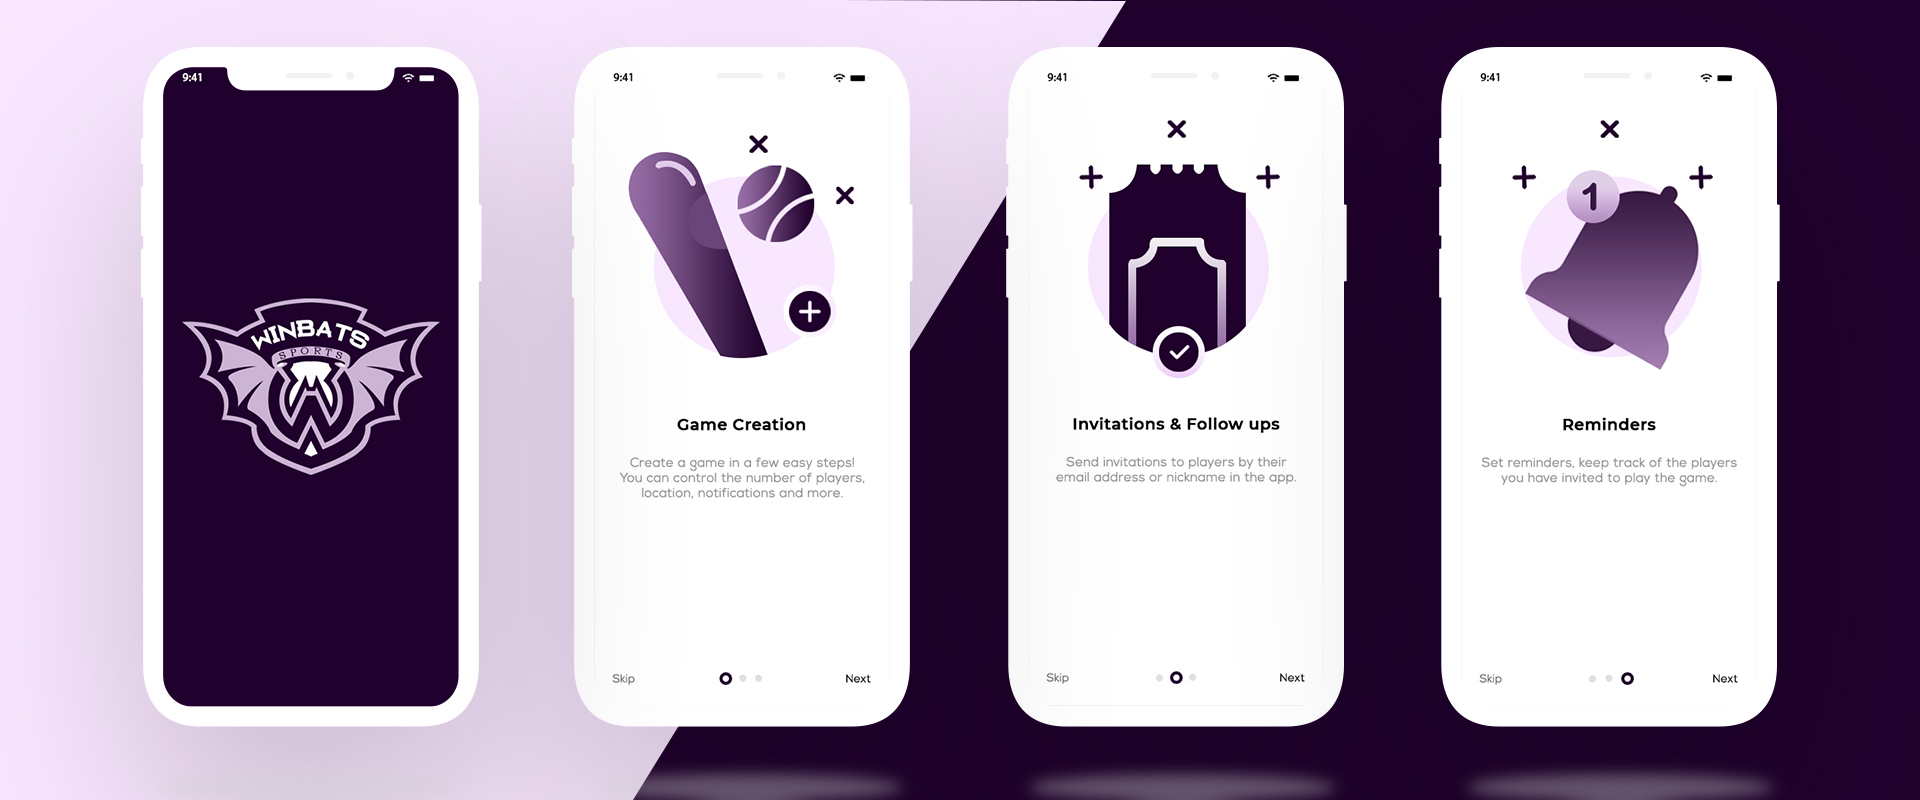 9:41
WINBATS
SPORTS
9:41
Game Creation
Create a game in a few easy steps!
You can control the number of players,
location, notifications and more.
Skip
Next
9:41
Invitations & Follow ups
Send invitations to players by their
email address or nickname in the app.
Skip
Next
9:41
1
Reminders
Set reminders, keep track of the players
you have invited to play the game.
Skip
Next